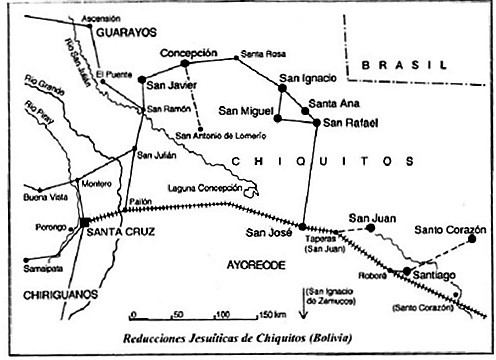 Ascensión
GUARAYOS
Río San Julián
Concepción
Santa Rosa
BRASIL
El Puente
San Javier
San Ignacio
Río Grande
San Ramón
San Miguel
Santa Ana
San Rafael
Río Piray
San Antonio de Lomerío
San Julián
CHIQUITOS
Montero
Laguna Concepción
Buena Vista
Pailón
Porongo
SANTA CRUZ
San José
Taperas
(San Juan)
San Juan
Santo Corazón
Samaipata
AYOREODE
Roboré
Santiago
CHIRIGUANOS
(San Ignacio
de Zamucos)
(Santo Corazón)
0 50 100 150 km
Reducciones Jesuíticas de Chiquitos (Bolivia)